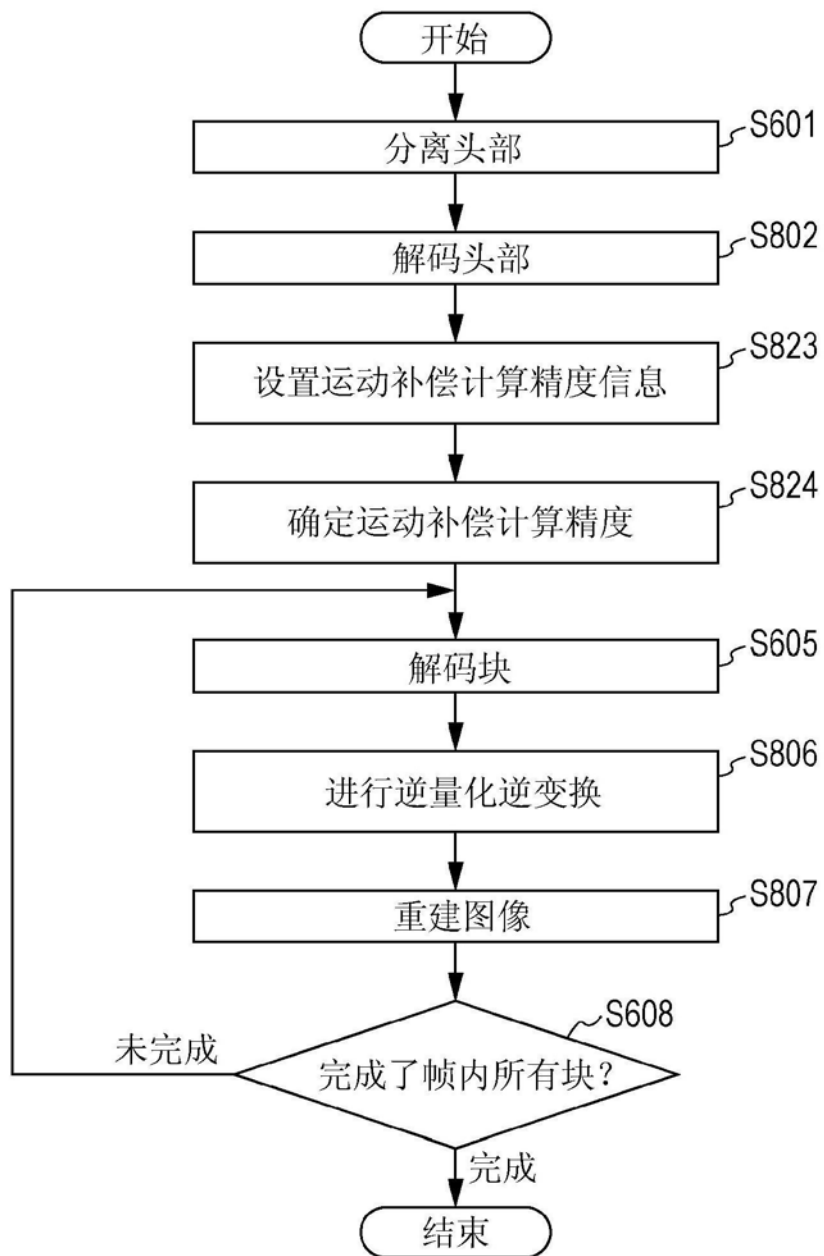 开始
S601
分离头部
S802
解码头部
S823
设置运动补偿计算精度信息
S824
确定运动补偿计算精度
S605
解码块
S806
进行逆量化逆变换
S807
重建图像
S608
未完成
完成了帧内所有块？
完成
结束